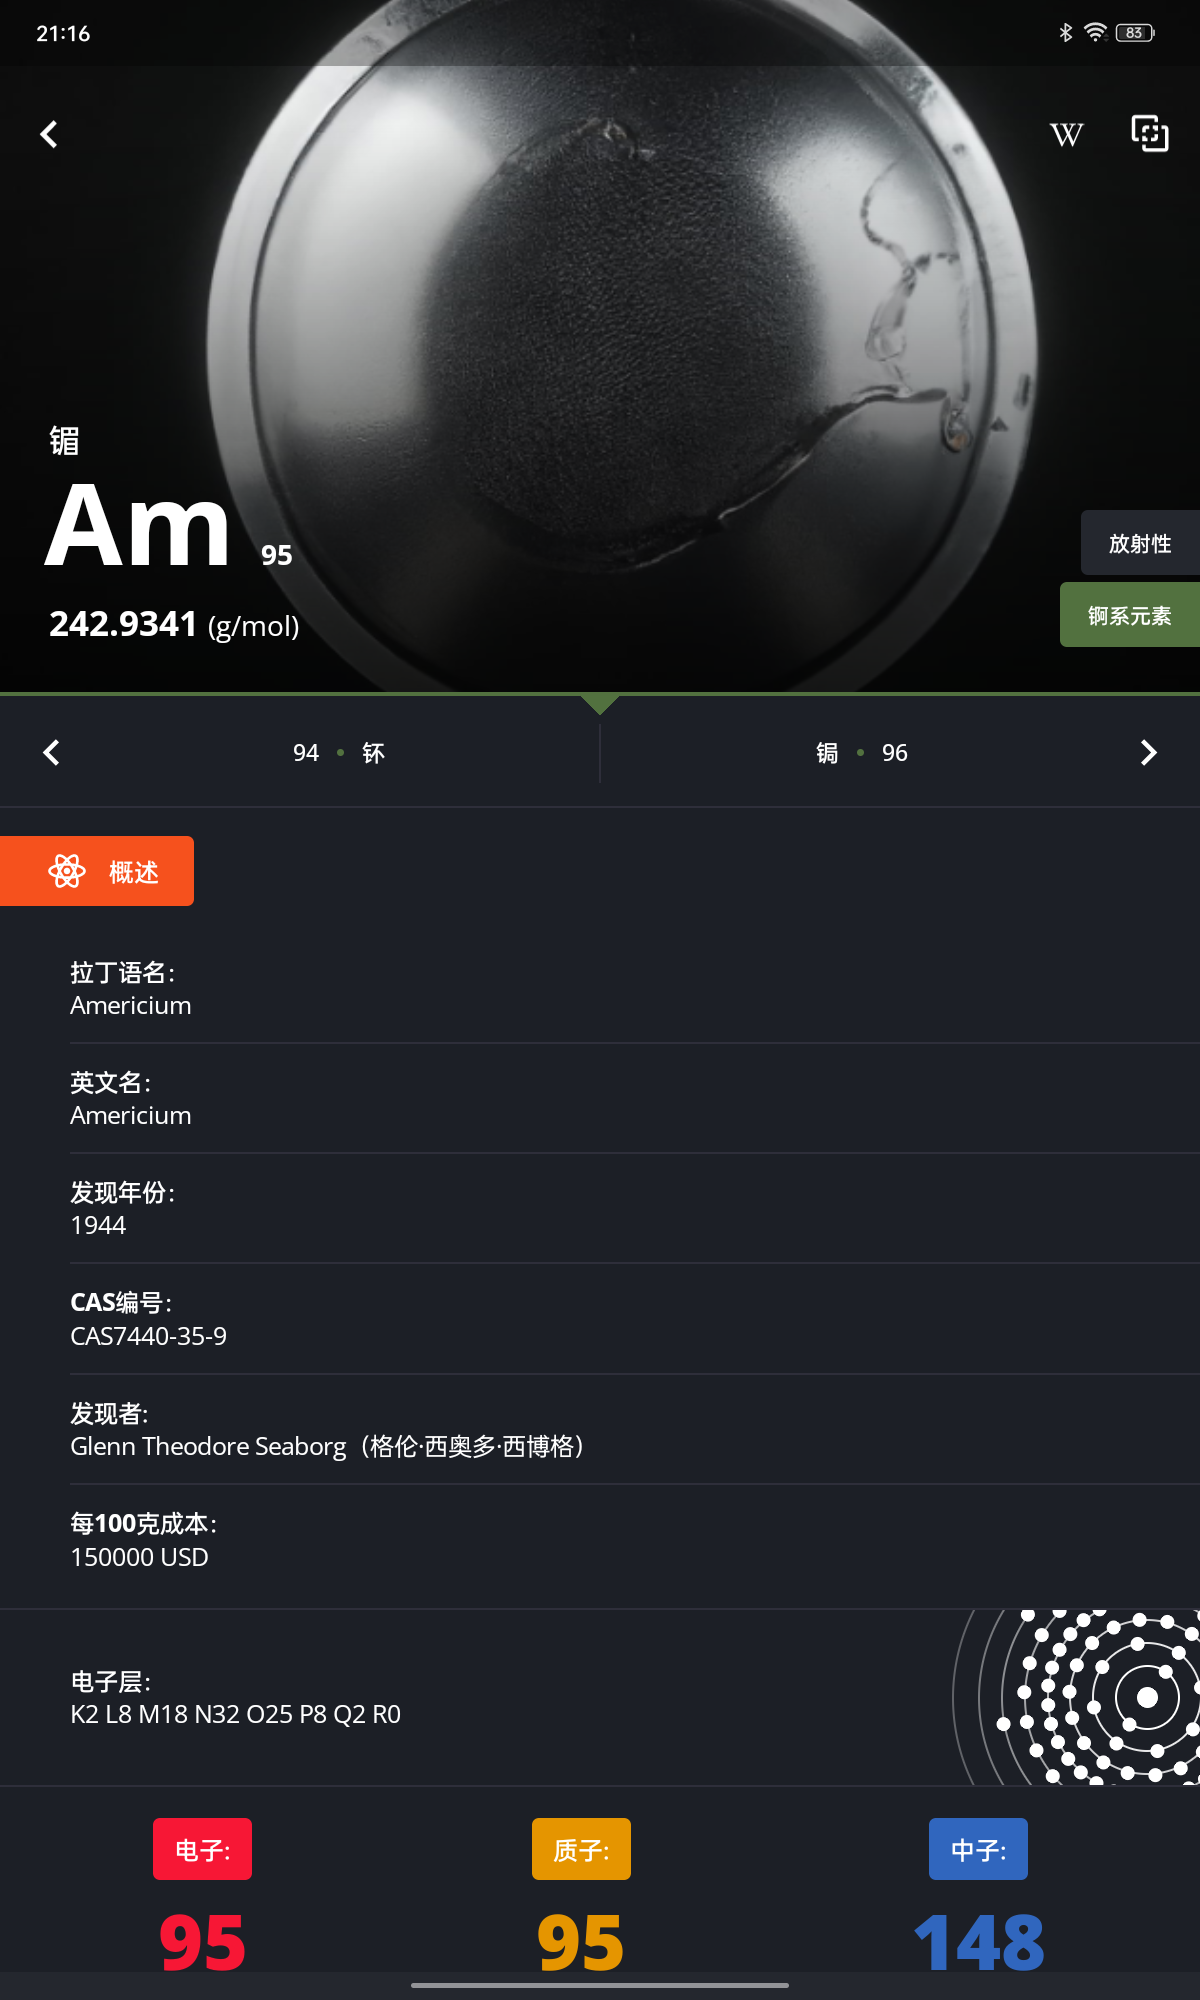 21:16
83
W
镅
Am 95
242.9341 (g/mol)
放射性
锕系元素
94 • 钚
锔 • 96
概述
拉丁语名:
Americium
英文名:
Americium
发现年份:
1944
CAS编号:
CAS7440-35-9
发现者:
Glenn Theodore Seaborg（格伦·西奥多·西博格）
每100克成本:
150000 USD
电子层:
K2 L8 M18 N32 O25 P8 Q2 R0
电子:
质子:
中子:
95
95
148